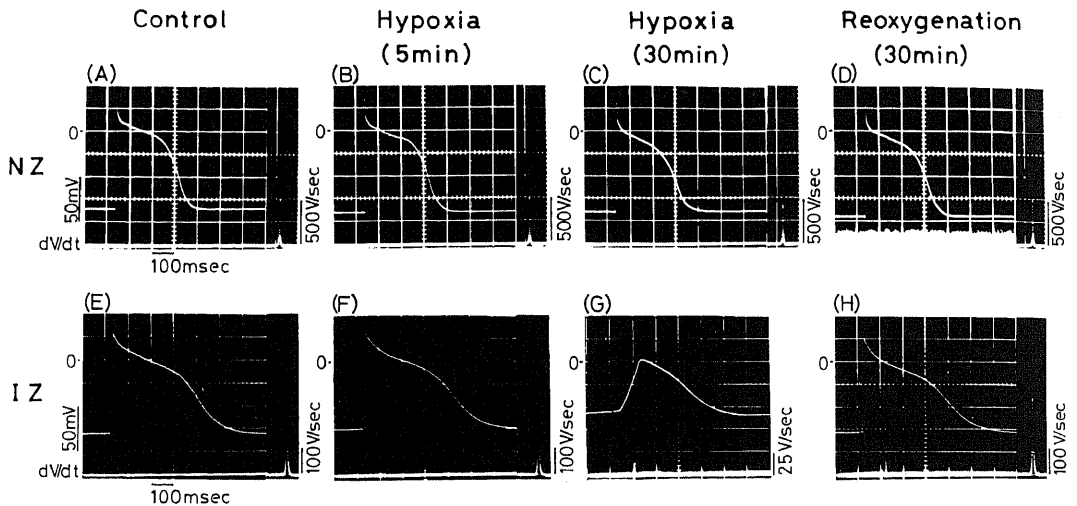 Control
Hypoxia
(5min)
Hypoxia
(30min)
Reoxygenation
(30min)
(A)
(B)
(C)
(D)
NZ
0
0
0
0
50mV
500V/sec
500V/sec
500V/sec
500V/sec
dV/dt
100msec
(E)
(F)
(G)
(H)
IZ
0
0
0
0
50mV
100V/sec
100V/sec
25V/sec
100V/sec
dV/dt
100msec